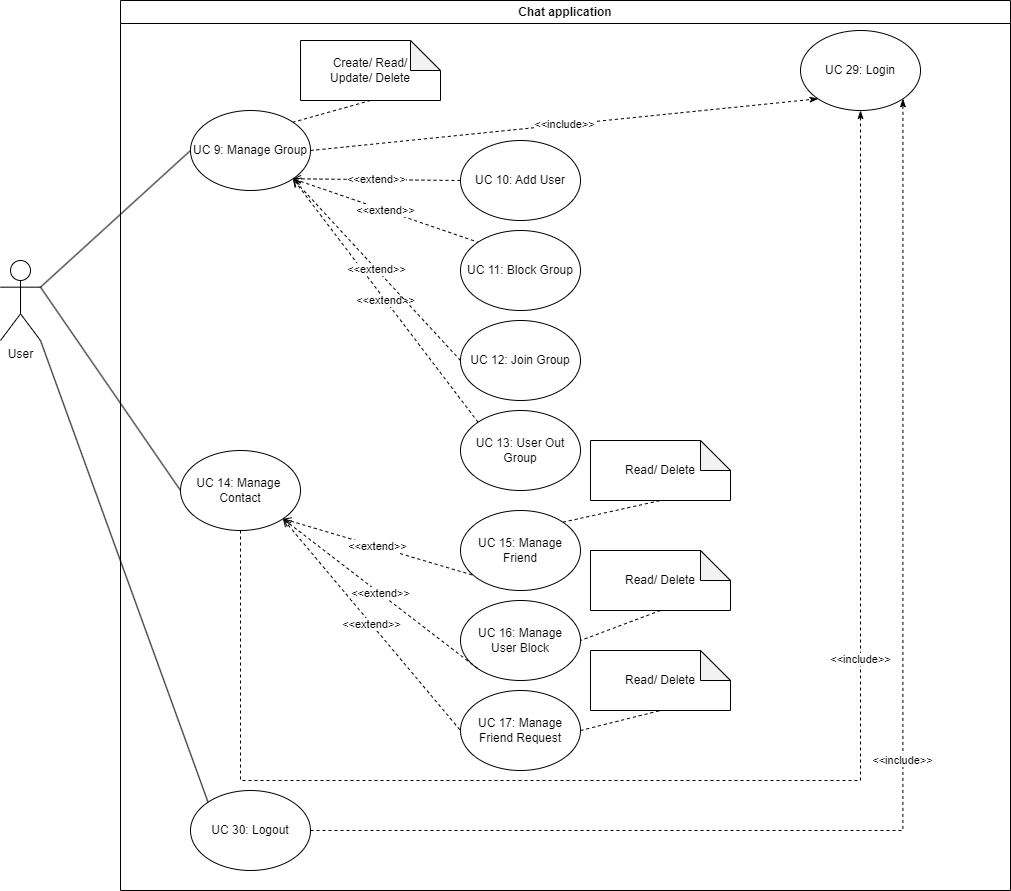 Chat application
Create/ Read/
Update/ Delete
UC 29: Login
<<include>>
UC 9: Manage Group
<<extend>>
UC 10: Add User
<<extend>>
UC 11: Block Group
<<extend>>
<<extend>>
User
UC 12: Join Group
UC 13: User Out
Group
Read/ Delete
UC 14: Manage
Contact
<<extend>>
UC 15: Manage
Friend
Read/ Delete
<<extend>>
<<extend>>
UC 16: Manage
User Block
<<include>>
Read/ Delete
UC 17: Manage
Friend Request
<<include>>
UC 30: Logout